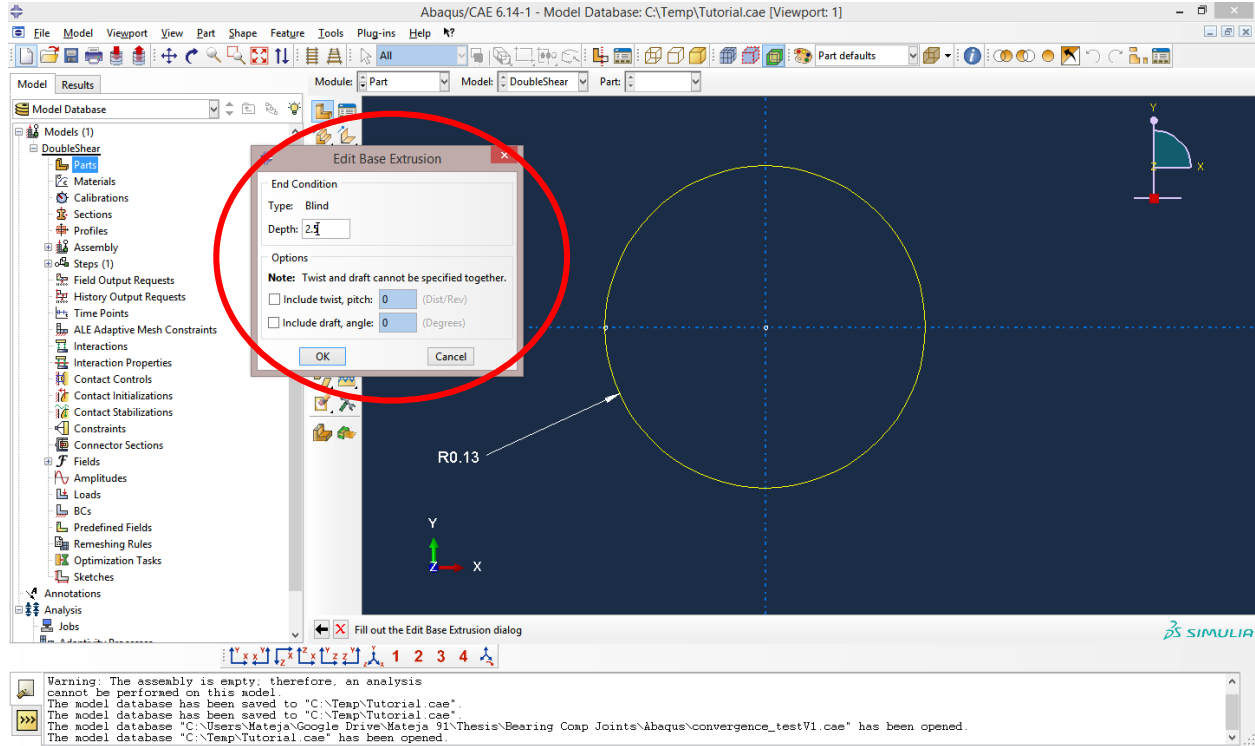 Abaqus/CAE 6.14-1 - Model Database: C:\Temp\Tutorial.cae [Viewport: 1]
File Model Viewport View Part Shape Feature Tools Plug-ins Help
All Part defaults
Model Results Module: Part Model: DoubleShear Part:
Model Database
Models (1)
DoubleShear
Parts
Materials
Calibrations
Sections
Profiles
Assembly
Steps (1)
Field Output Requests
History Output Requests
Time Points
ALE Adaptive Mesh Constraints
Interactions
Interaction Properties
Contact Controls
Contact Initializations
Contact Stabilizations
Constraints
Connector Sections
Fields
Amplitudes
Loads
BCs
Predefined Fields
Remeshing Rules
Optimization Tasks
Sketches
Annotations
Analysis
Jobs
Edit Base Extrusion
End Condition
Type: Blind
Depth: 2.5
Options
Note: Twist and draft cannot be specified together.
Include twist, pitch: 0 (Dist/Rev)
Include draft, angle: 0 (Degrees)
OK Cancel
R0.13
Y
Z X
Y
Z X
Fill out the Edit Base Extrusion dialog
SIMULIA
1 2 3 4
Warning: The assembly is empty; therefore, an analysis
cannot be performed on this model.
The model database has been saved to "C:\Temp\Tutorial.cae".
The model database has been saved to "C:\Temp\Tutorial.cae".
The model database "C:\Users\Mateja\Google Drive\Mateja 91\Thesis\Bearing Comp Joints\Abaqus\convergence_testV1.cae" has been opened.
The model database "C:\Temp\Tutorial.cae" has been opened.